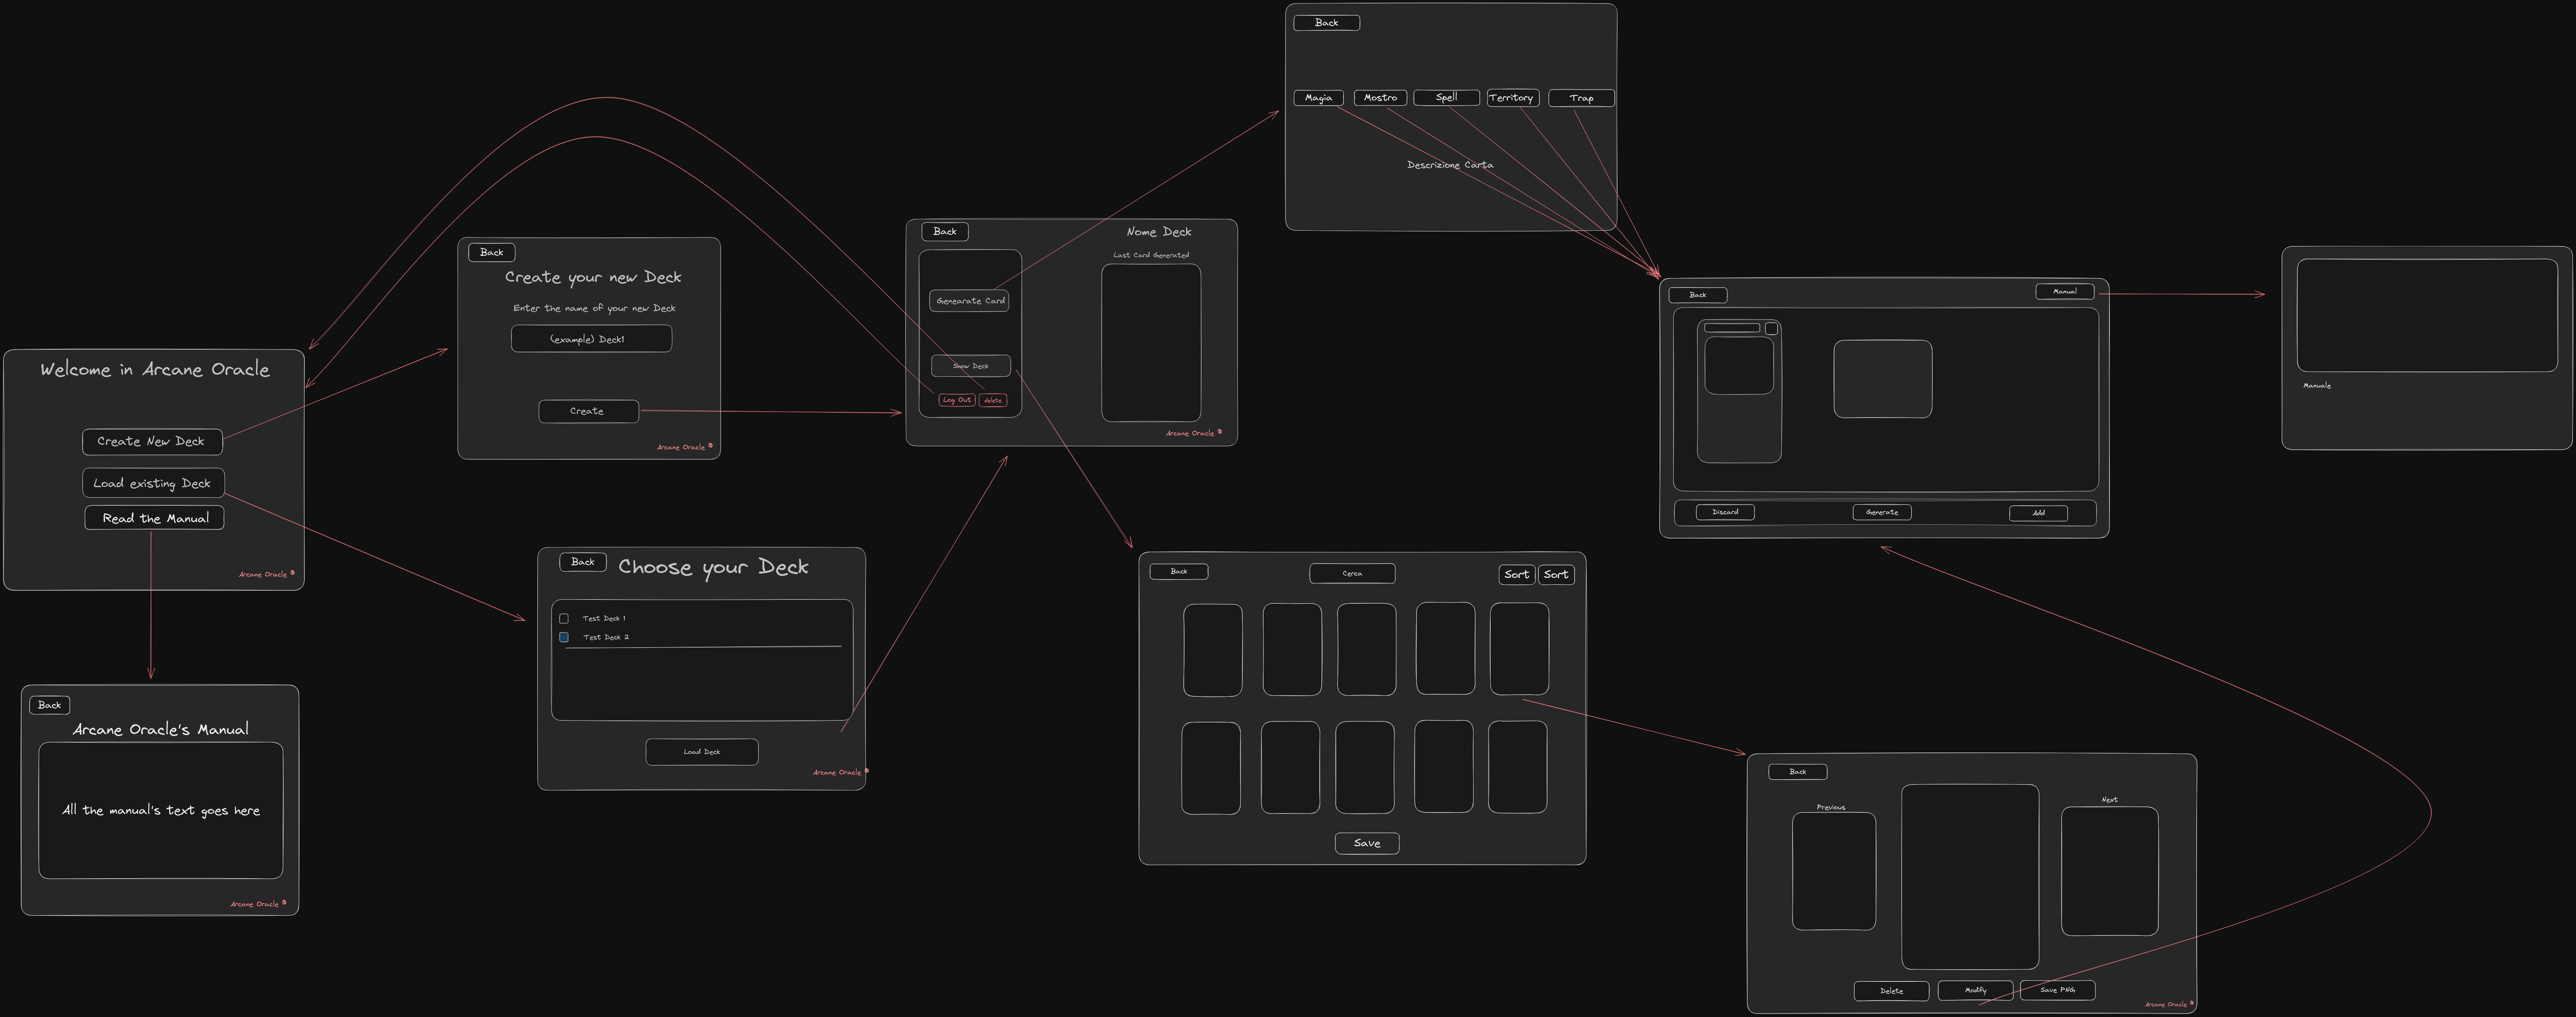 Welcome in Arcane Oracle
Create New Deck
Load existing Deck
Read the Manual
Arcane Oracle ®
Back
Arcane Oracle's Manual
All the manual's text goes here
Arcane Oracle ®
Back
Create your new Deck
Enter the name of your new Deck
(example) Deck1
Create
Arcane Oracle ®
Back
Choose your Deck
Test Deck 1
Test Deck 2
Load Deck
Arcane Oracle ®
Back
Nome Deck
Last Card Generated
Genearate Card
Show Deck
Log Out
delete
Arcane Oracle ®
Back
Magia
Mostro
Spell
Territory
Trap
Descrizione Carta
Back
Cerca
Sort
Sort
Save
Back
Manual
Discard
Generate
Add
Manuale
Back
Previous
Next
Delete
Modify
Save PNG
Arcane Oracle ®